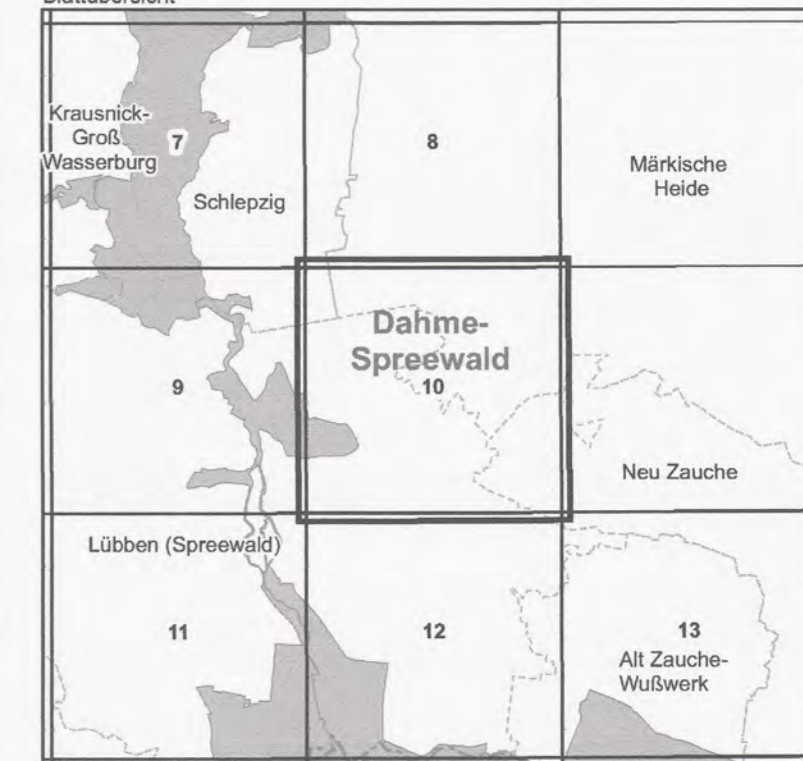 Blattübersicht
Krausnick-
Groß
Wasserburg
7
Schlepzig
8
Märkische
Heide
Dahme-
Spreewald
9
10
Neu Zauche
Lübben (Spreewald)
11
12
13
Alt Zauche-
Wußwerk